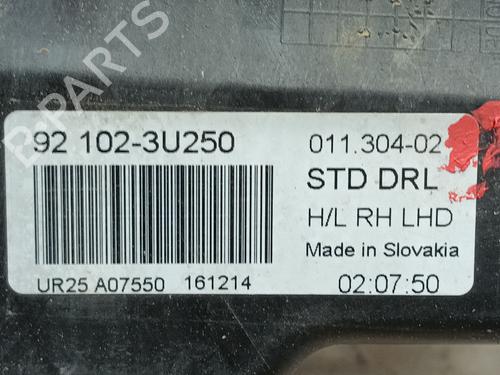 B-PARTS
92 102-3U250
011.304-02
STD DRL
H/L RH LHD
Made in Slovakia
UR25 A07550 161214
02:07:50